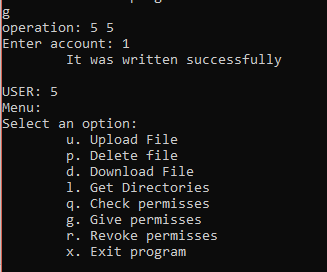 g
operation: 5 5
Enter account: 1
It was written successfully
USER: 5
Menu:
Select an option:
u. Upload File
p. Delete file
d. Download File
l. Get Directories
q. Check permisses
g. Give permisses
r. Revoke permisses
x. Exit program